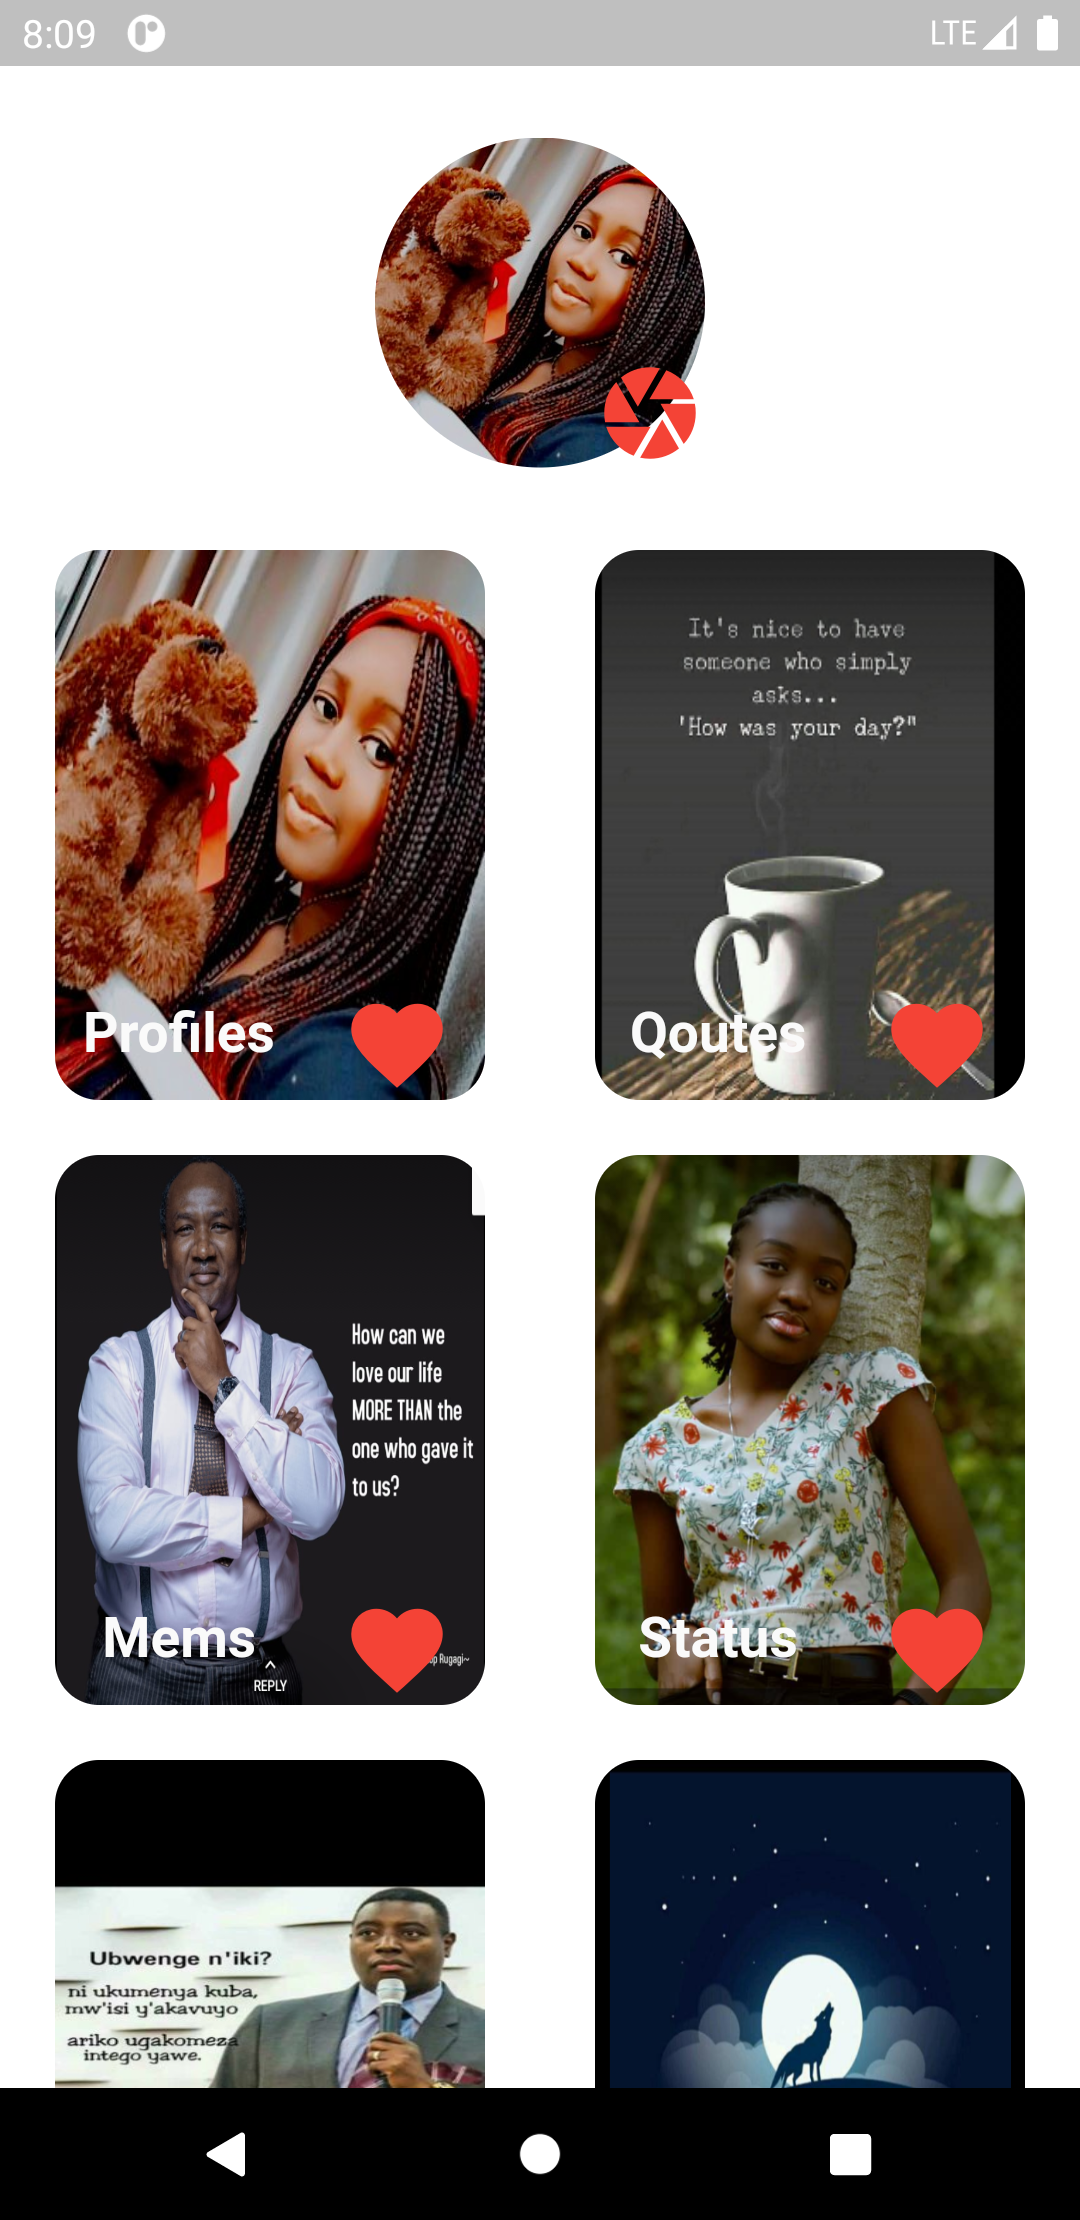 8:09
LTE
It's nice to have
someone who simply
asks...
'How was your day?"
Profiles
Qoutes
How can we
love our life
MORE THAN the
one who gave it
to us?
Mems
Rugagi~
REPLY
Status
Ubwenge n'iki?
ni ukumenya kuba,
mw'isi y'akavuyo
ariko ugakomeza
intego yawe.